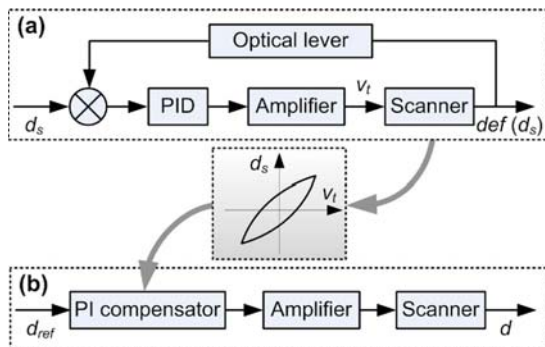 (a)
Optical lever
d_s
PID
Amplifier
v_t
Scanner
def (d_s)
d_s
v_t
(b)
d_ref
PI compensator
Amplifier
Scanner
d